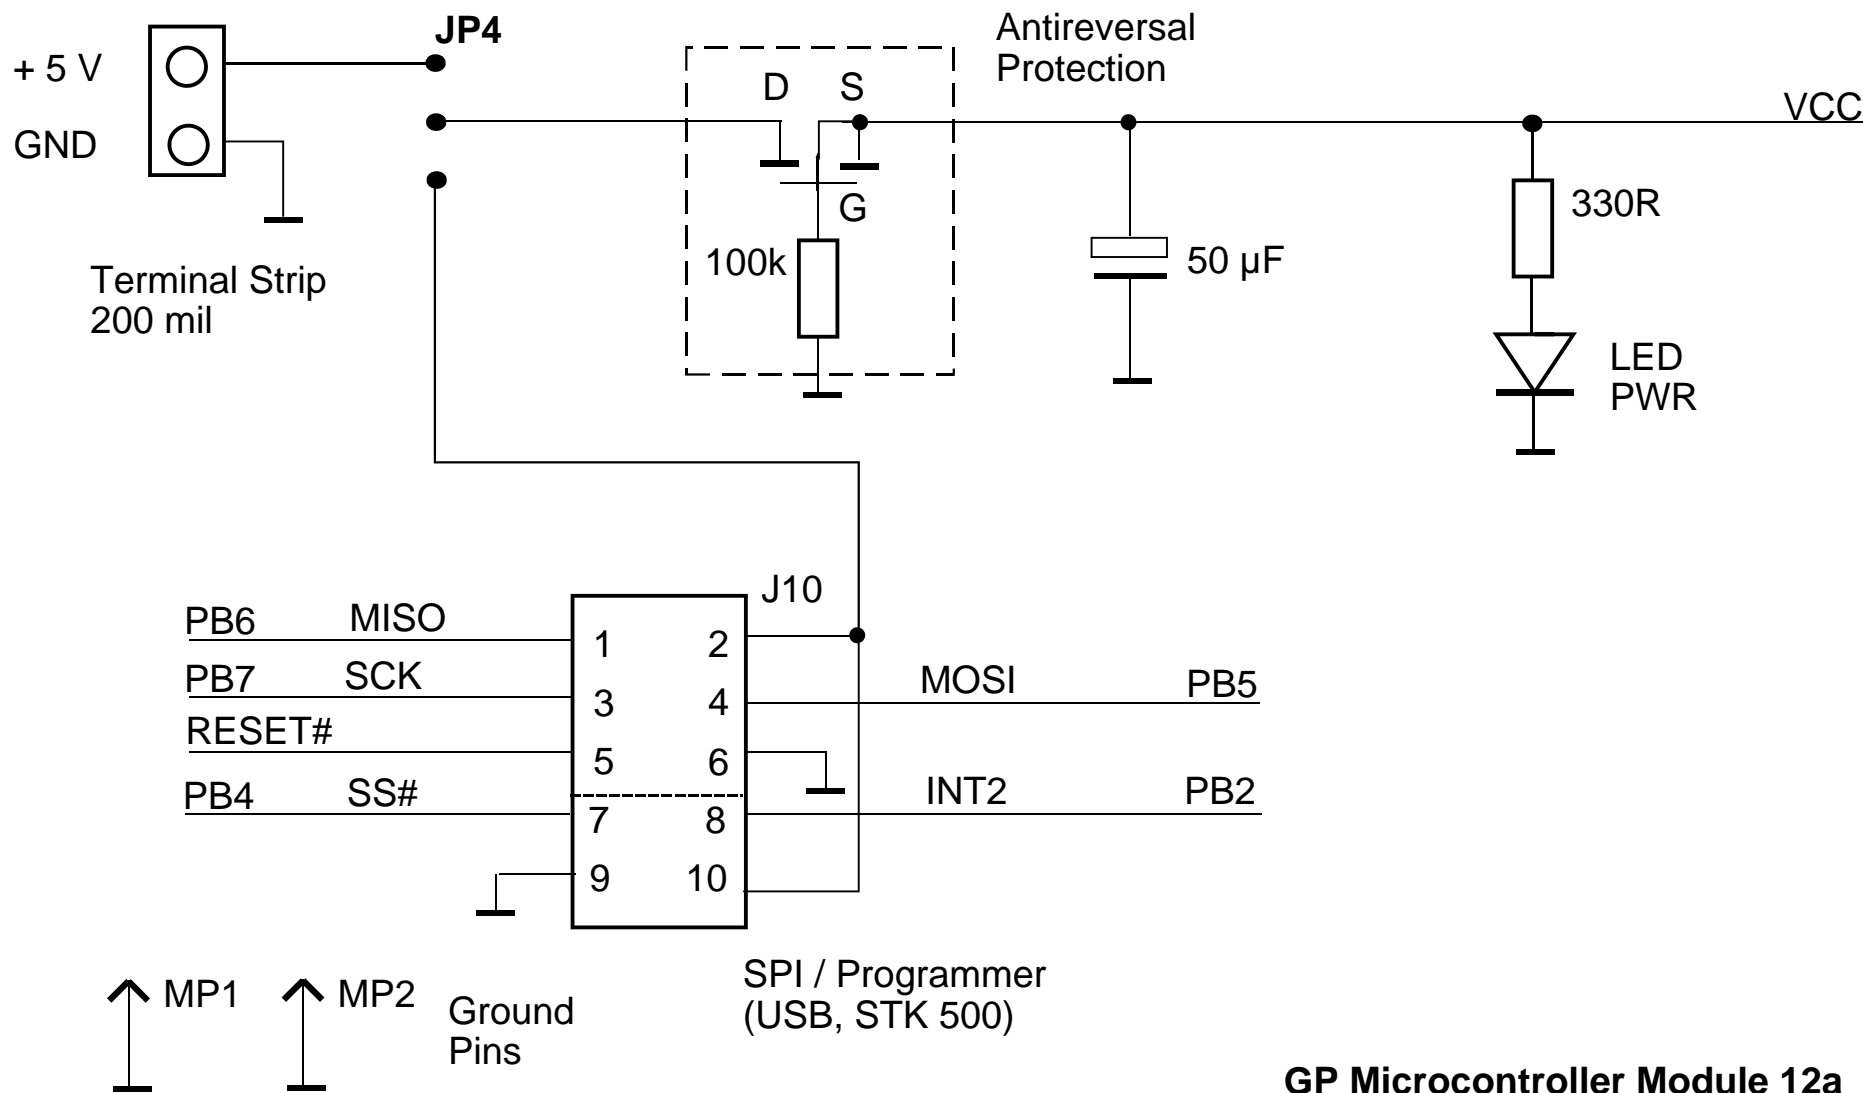 JP4
Antireversal
Protection
+ 5 V
D S
VCC
GND
G
330R
100k
50 µF
Terminal Strip
200 mil
LED
PWR
J10
PB6 MISO
1 2
PB7 SCK
MOSI PB5
3 4
RESET#
5 6
PB4 SS#
INT2 PB2
7 8
9 10
SPI / Programmer
(USB, STK 500)
MP1 MP2
Ground
Pins
GP Microcontroller Module 12a